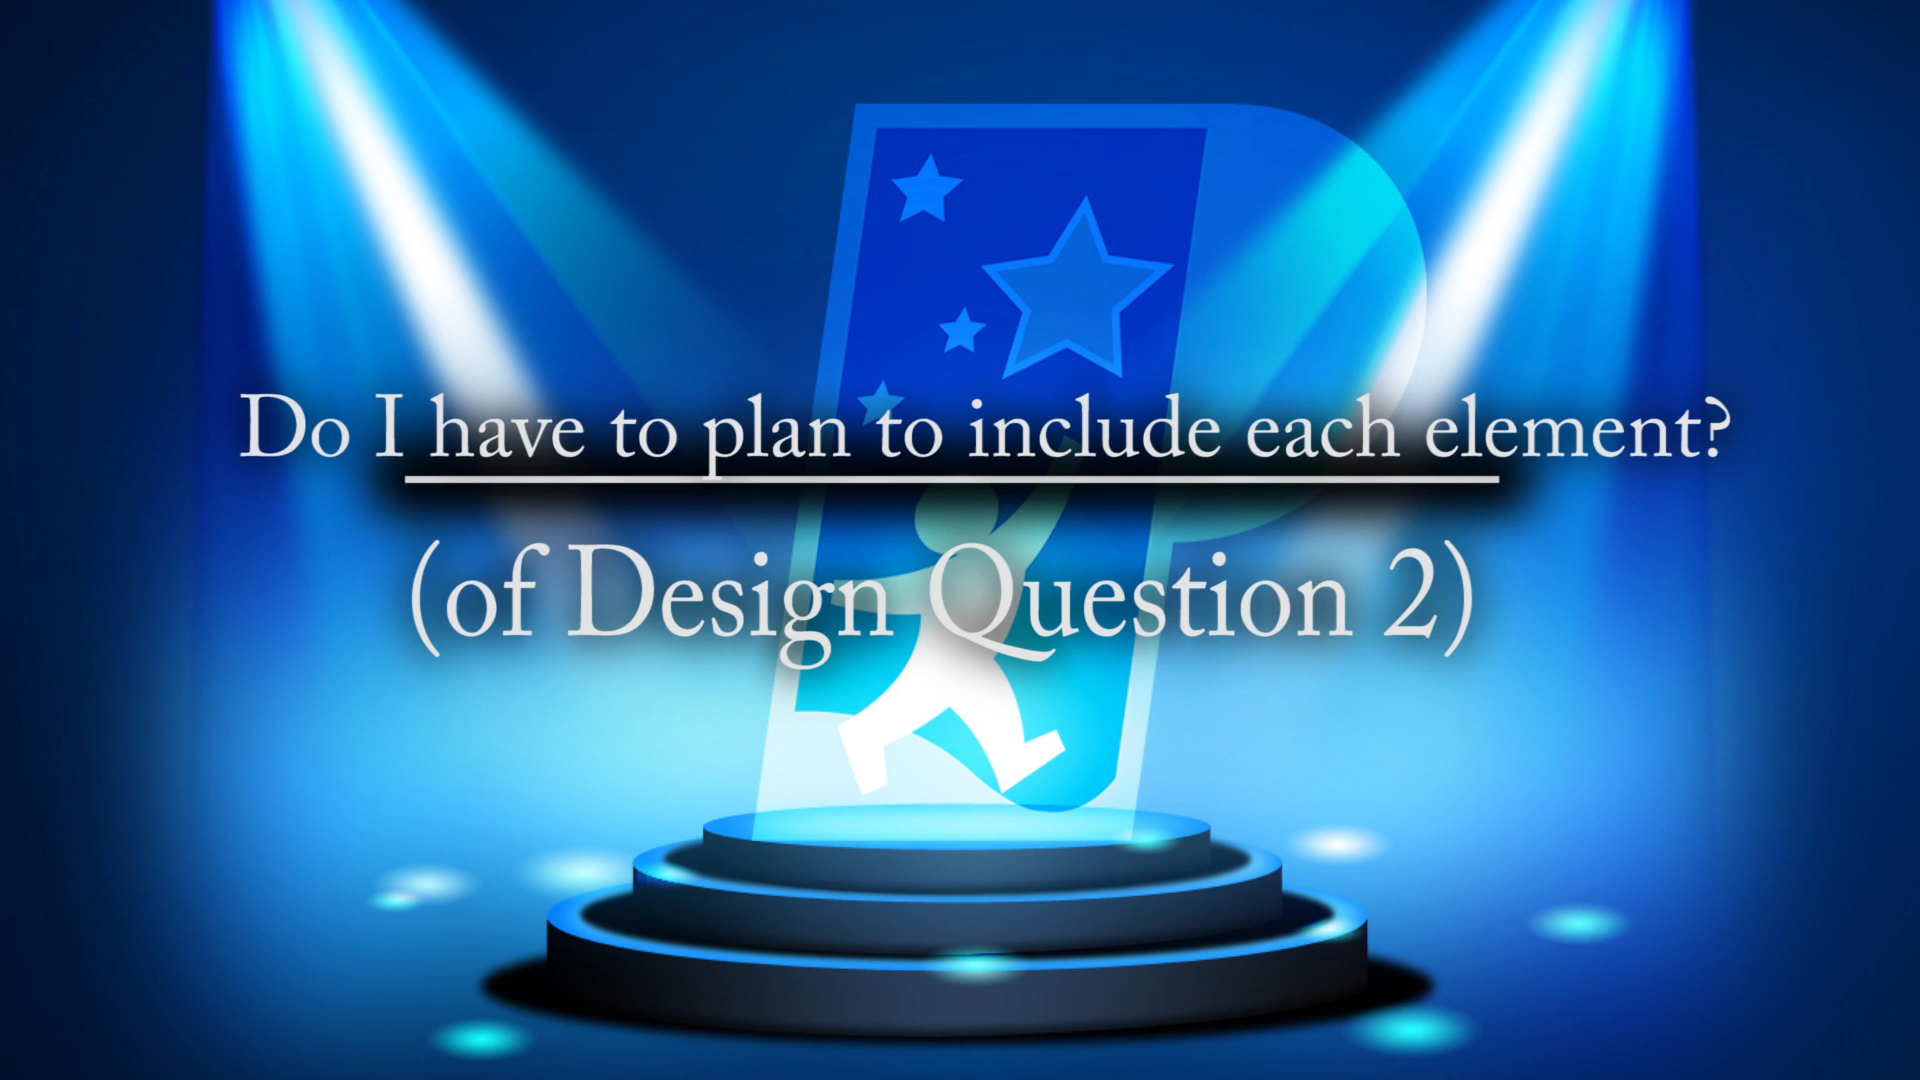 Do I have to plan to include each element?
(of Design Question 2)